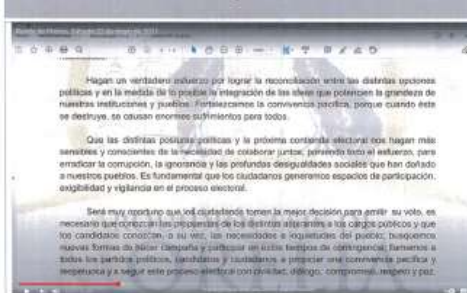 Hagan un verdadero esfuerzo por lograr la reconciliación entre las distintas opciones
políticas y en la medida de lo posible la integración de las ideas que potencien la grandeza de
nuestras instituciones y pueblos. Fortalezcamos la convivencia pacífica, porque cuando ésta
se destruye, se causan enormes sufrimientos para todos.
Que las distintas posturas políticas y la próxima contienda electoral nos hagan más
sensibles y conscientes de la necesidad de colaborar juntos, poniendo todo el esfuerzo, para
erradicar la corrupción, la ignorancia y las profundas desigualdades sociales que han dañado
a nuestros pueblos. Es fundamental que los ciudadanos generemos espacios de participación,
exigibilidad y vigilancia en el proceso electoral.
Será muy oportuno que los ciudadanos tomen la mejor decisión para emitir su voto, es
necesario que conozcan las propuestas de los distintos aspirantes a los cargos públicos y que
los candidatos conozcan, a su vez, las necesidades e inquietudes del pueblo; busquemos
nuevas formas de hacer campaña y participar en estos tiempos de contingencia; llamamos a
todos los partidos políticos, candidatos y ciudadanos a propiciar una convivencia pacífica y
respetuosa y a seguir este proceso electoral con civilidad, diálogo, compromiso, respeto y paz.